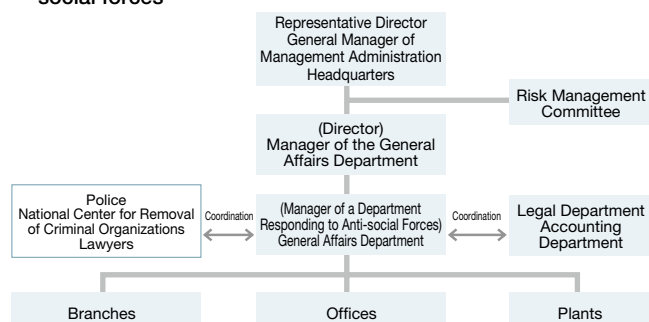 social forces
Representative Director
General Manager of
Management Administration
Headquarters
Risk Management
Committee
(Director)
Manager of the General
Affairs Department
Police
National Center for Removal
of Criminal Organizations
Lawyers
Coordination
(Manager of a Department
Responding to Anti-social Forces)
General Affairs Department
Coordination
Legal Department
Accounting
Department
Branches
Offices
Plants